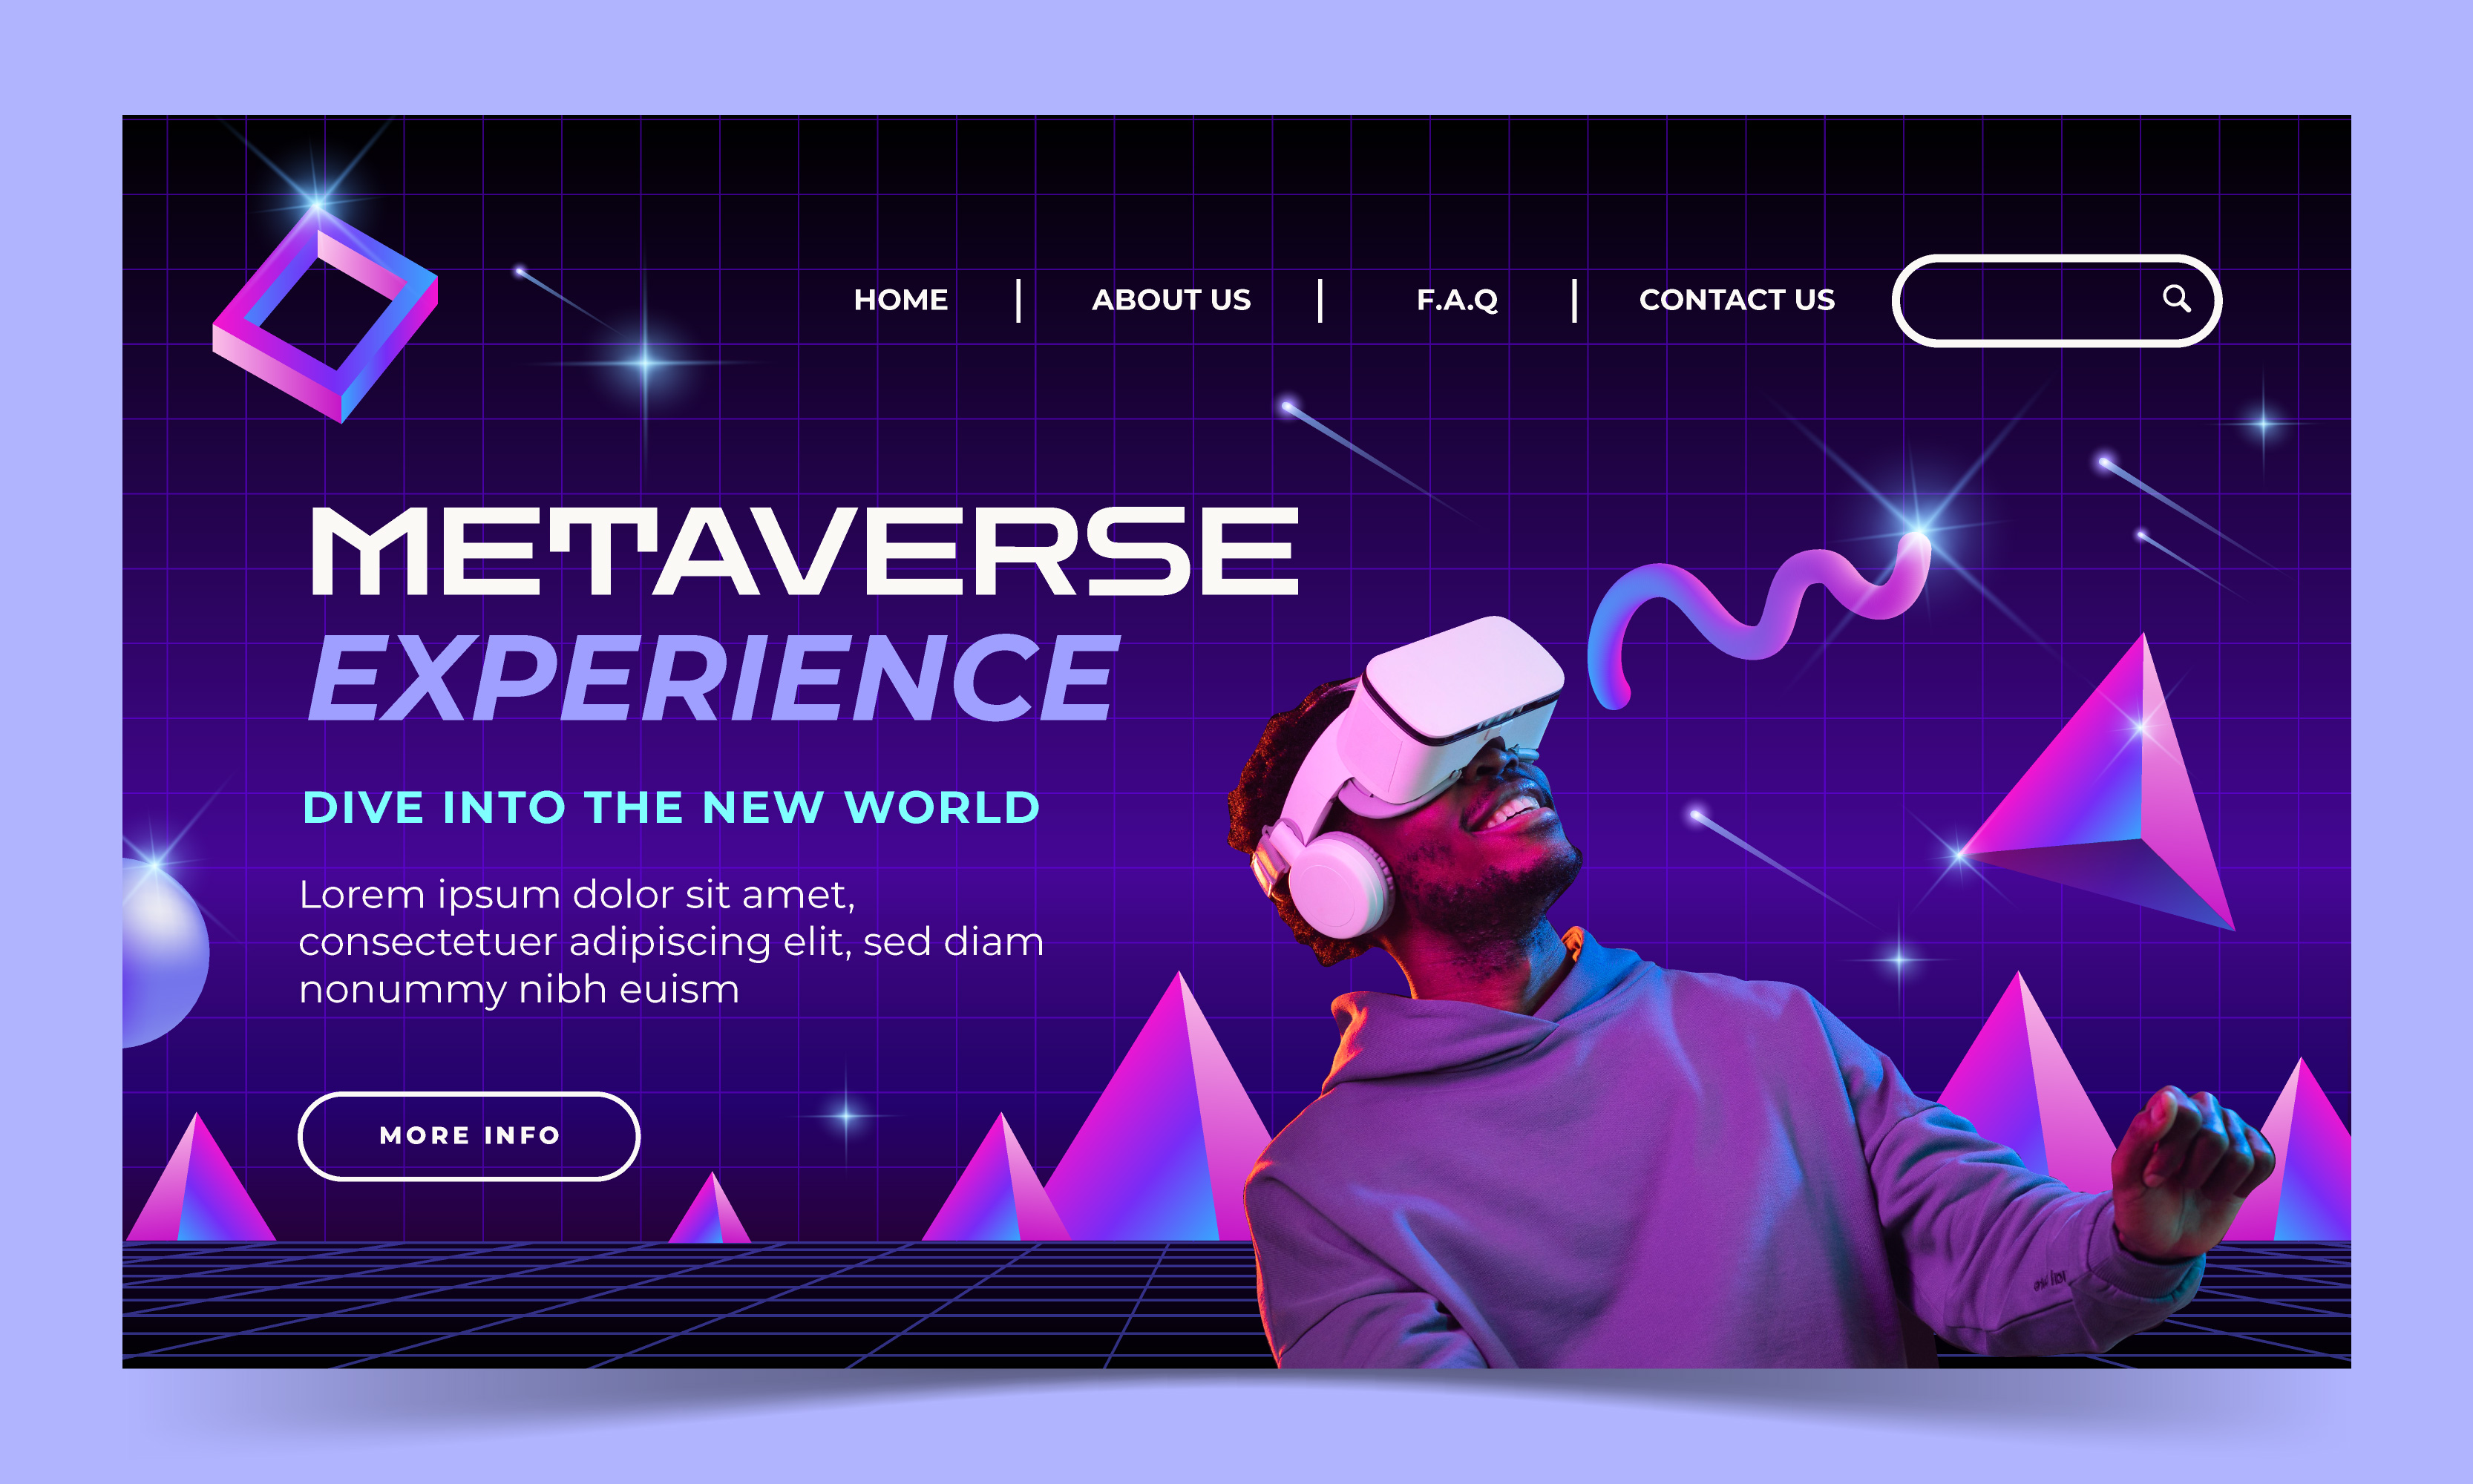 HOME | ABOUT US | F.A.Q | CONTACT US
METAVERSE
EXPERIENCE
DIVE INTO THE NEW WORLD
Lorem ipsum dolor sit amet,
consectetuer adipiscing elit, sed diam
nonummy nibh euism
MORE INFO